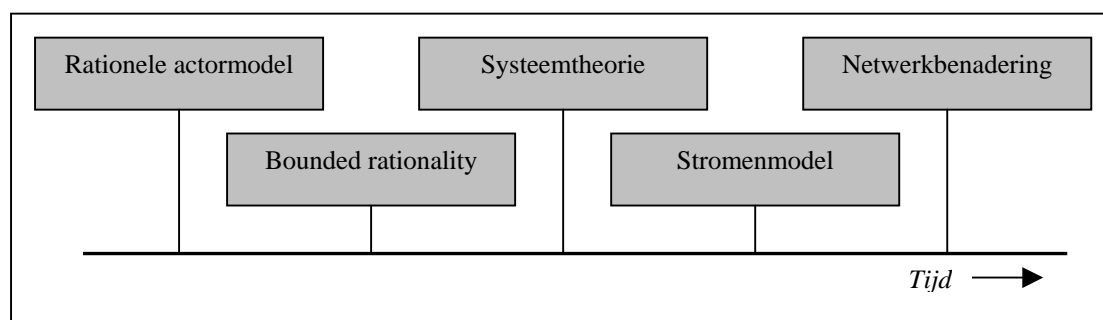 Rationele actormodel
Systeemtheorie
Netwerkbenadering
Bounded rationality
Stromenmodel
Tijd